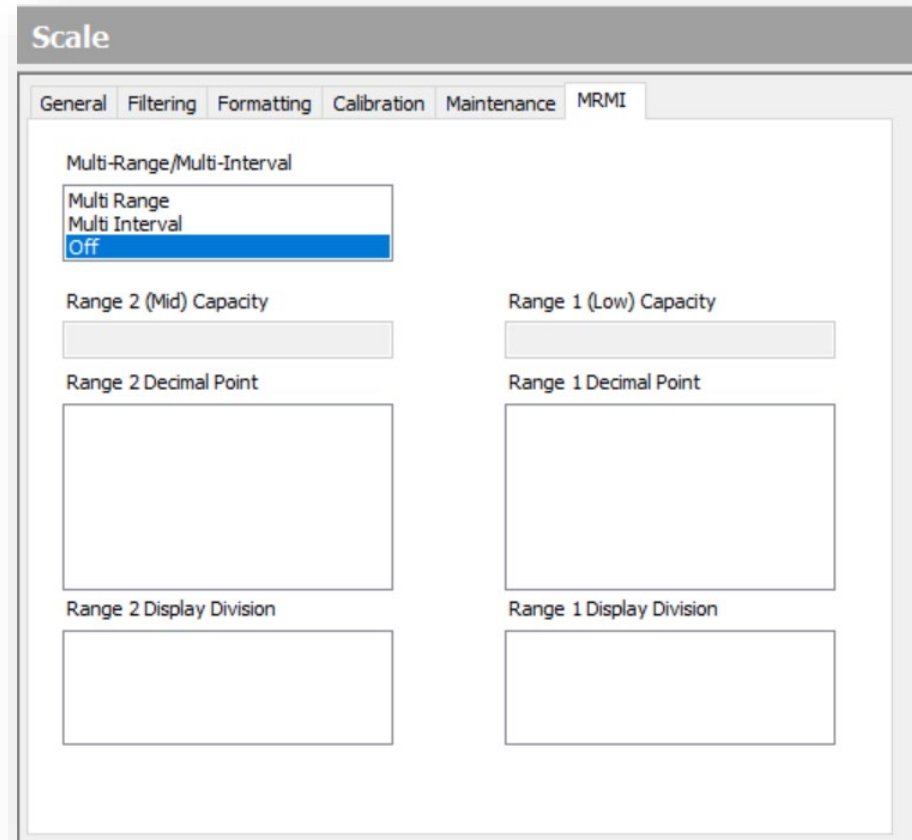 Scale
General Filtering Formatting Calibration Maintenance MRMI
Multi-Range/Multi-Interval
Multi Range
Multi Interval
Off
Range 2 (Mid) Capacity Range 1 (Low) Capacity
Range 2 Decimal Point Range 1 Decimal Point
Range 2 Display Division Range 1 Display Division